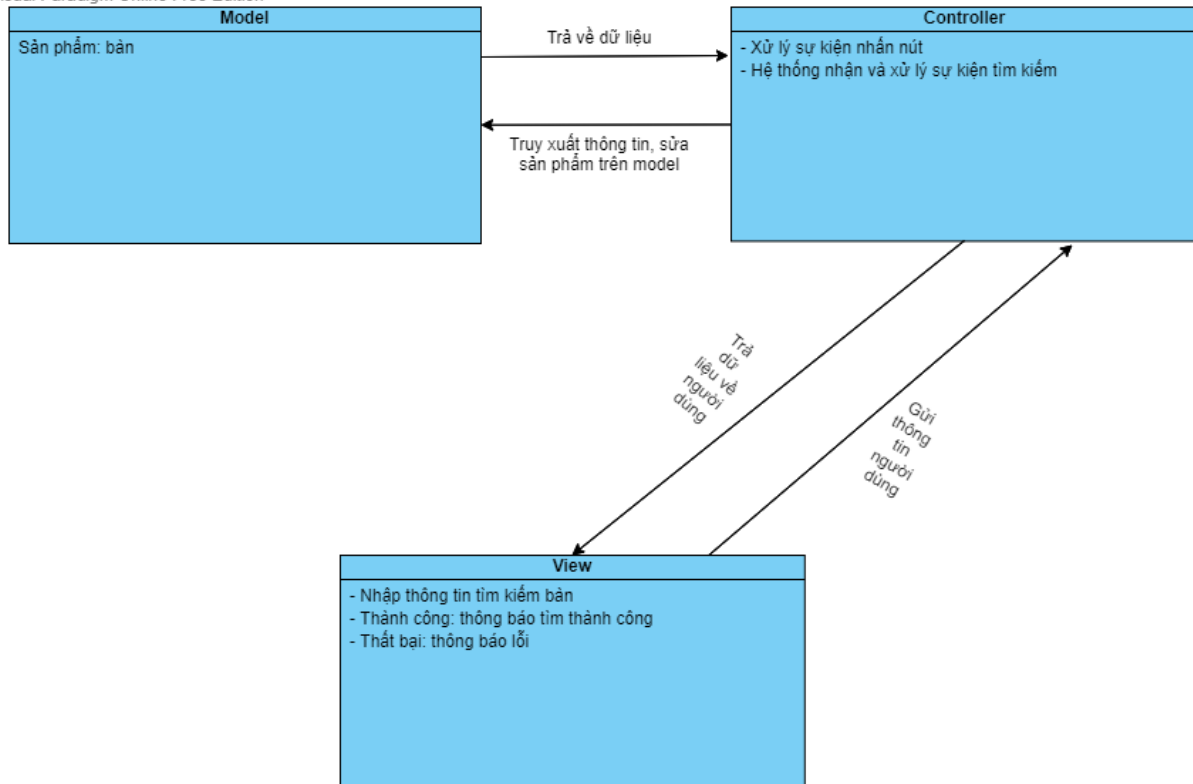 Model
Sản phẩm: bàn
Trả về dữ liệu
Controller
- Xử lý sự kiện nhấn nút
- Hệ thống nhận và xử lý sự kiện tìm kiếm
Truy xuất thông tin, sửa
sản phẩm trên model
Trả
dữ
liệu về
người
dùng
Gửi
thông
tin
người
dùng
View
- Nhập thông tin tìm kiếm bàn
- Thành công: thông báo tìm thành công
- Thất bại: thông báo lỗi